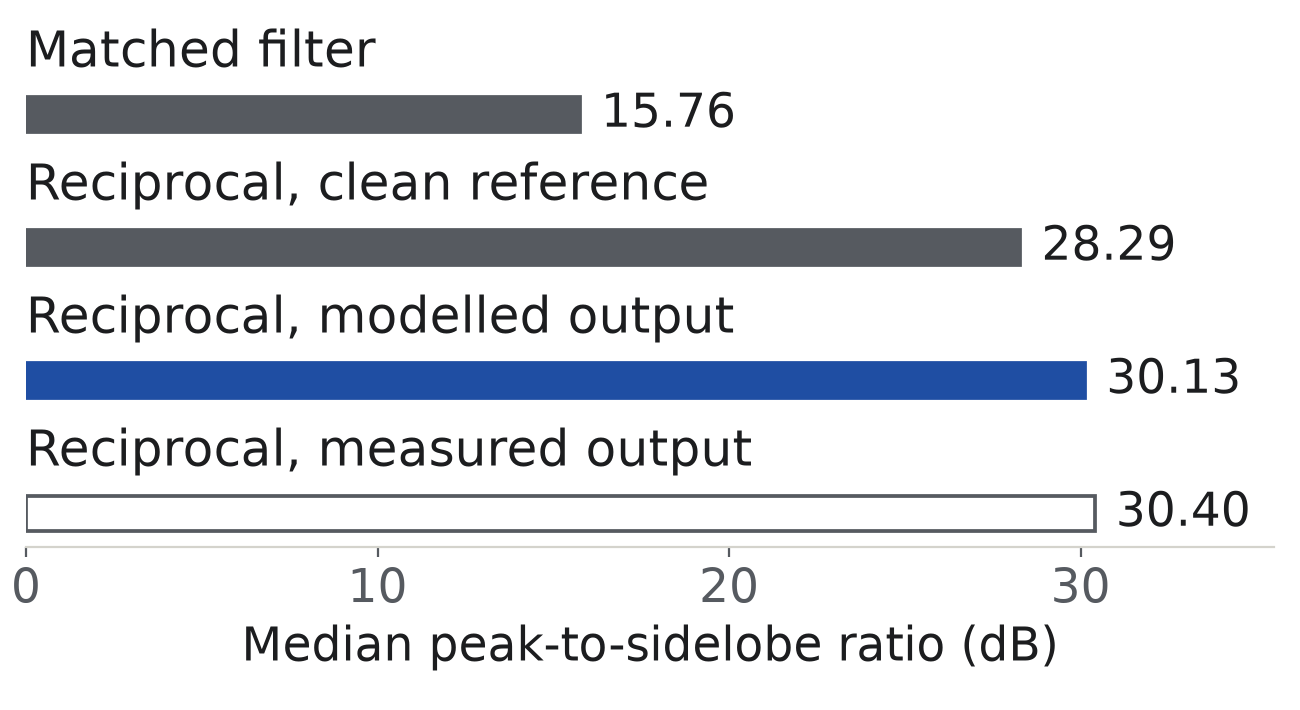 Matched filter
15.76
Reciprocal, clean reference
28.29
Reciprocal, modelled output
30.13
Reciprocal, measured output
30.40
0 10 20 30
Median peak-to-sidelobe ratio (dB)